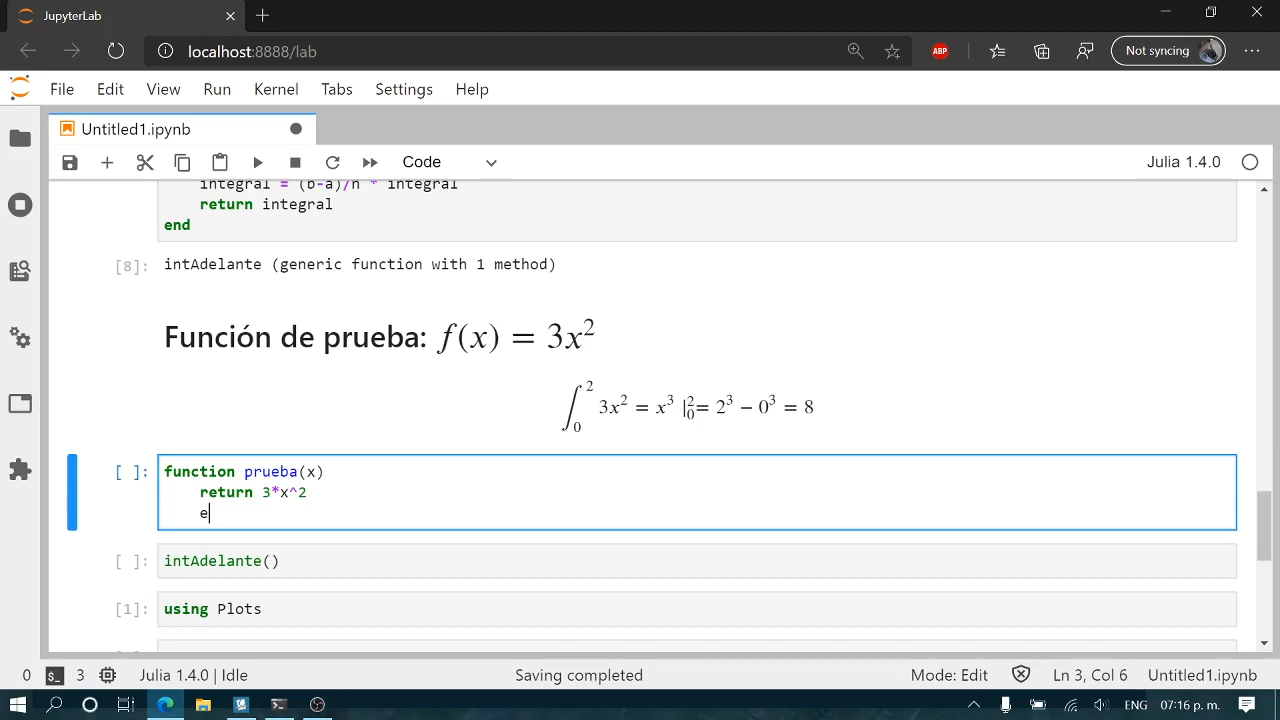 JupyterLab
localhost:8888/lab
ABP
Not syncing
File Edit View Run Kernel Tabs Settings Help
Untitled1.ipynb
Code
Julia 1.4.0
integral = (b-a)/n * integral
return integral
end
[8]: intAdelante (generic function with 1 method)
Función de prueba: f(x) = 3x²
∫₀² 3x² = x³ |₀² = 2³ − 0³ = 8
[ ]: function prueba(x)
return 3*x^2
e
[ ]: intAdelante()
[1]: using Plots
0 $_ 3 Julia 1.4.0 | Idle Saving completed Mode: Edit Ln 3, Col 6 Untitled1.ipynb
ENG 07:16 p. m.